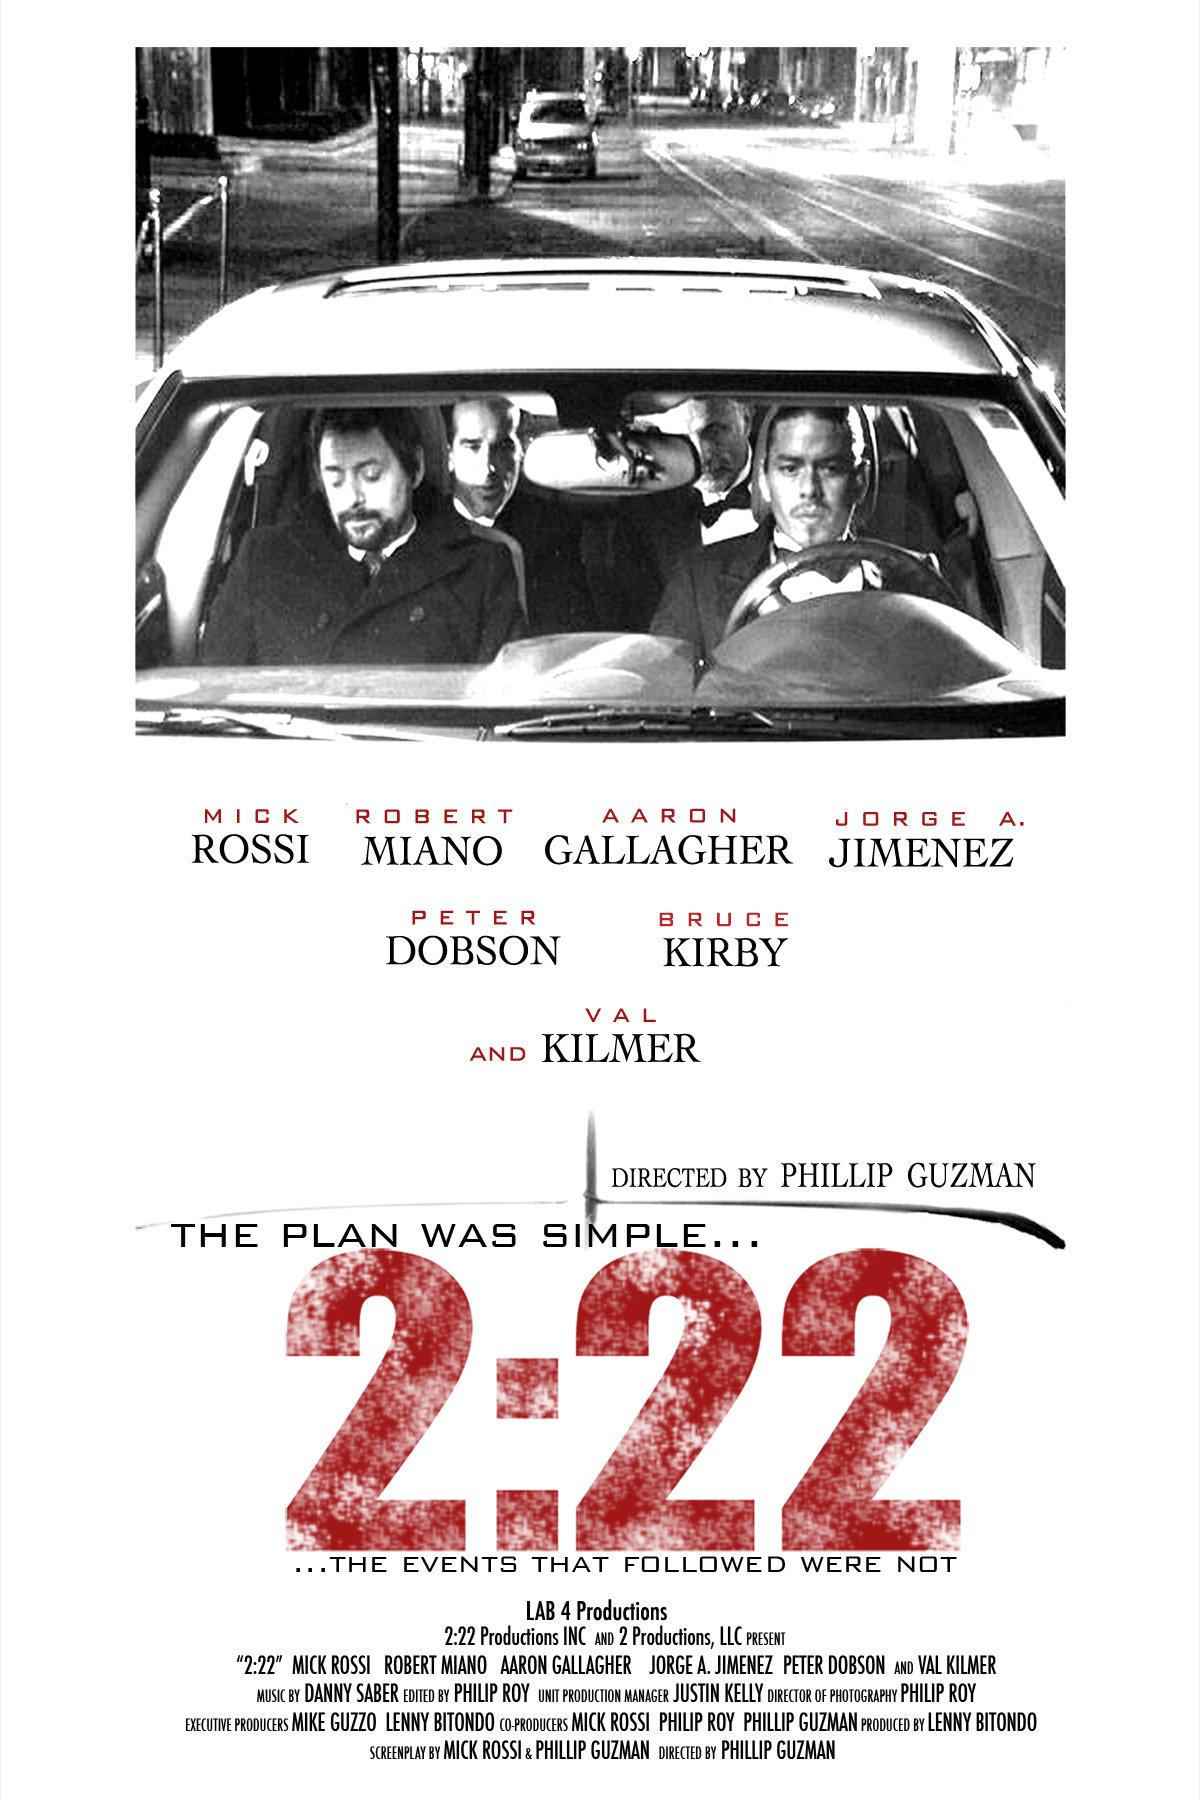 MICK ROBERT AARON JORGE A.
ROSSI MIANO GALLAGHER JIMENEZ
PETER BRUCE
DOBSON KIRBY
VAL
AND KILMER
DIRECTED BY PHILLIP GUZMAN
THE PLAN WAS SIMPLE...
2:22
...THE EVENTS THAT FOLLOWED WERE NOT
LAB 4 Productions
2:22 Productions INC AND 2 Productions, LLC PRESENT
“2:22” MICK ROSSI ROBERT MIANO AARON GALLAGHER JORGE A. JIMENEZ PETER DOBSON AND VAL KILMER
MUSIC BY DANNY SABER EDITED BY PHILIP ROY UNIT PRODUCTION MANAGER JUSTIN KELLY DIRECTOR OF PHOTOGRAPHY PHILIP ROY
EXECUTIVE PRODUCERS MIKE GUZZO LENNY BITONDO CO-PRODUCERS MICK ROSSI PHILIP ROY PHILLIP GUZMAN PRODUCED BY LENNY BITONDO
SCREENPLAY BY MICK ROSSI & PHILLIP GUZMAN DIRECTED BY PHILLIP GUZMAN